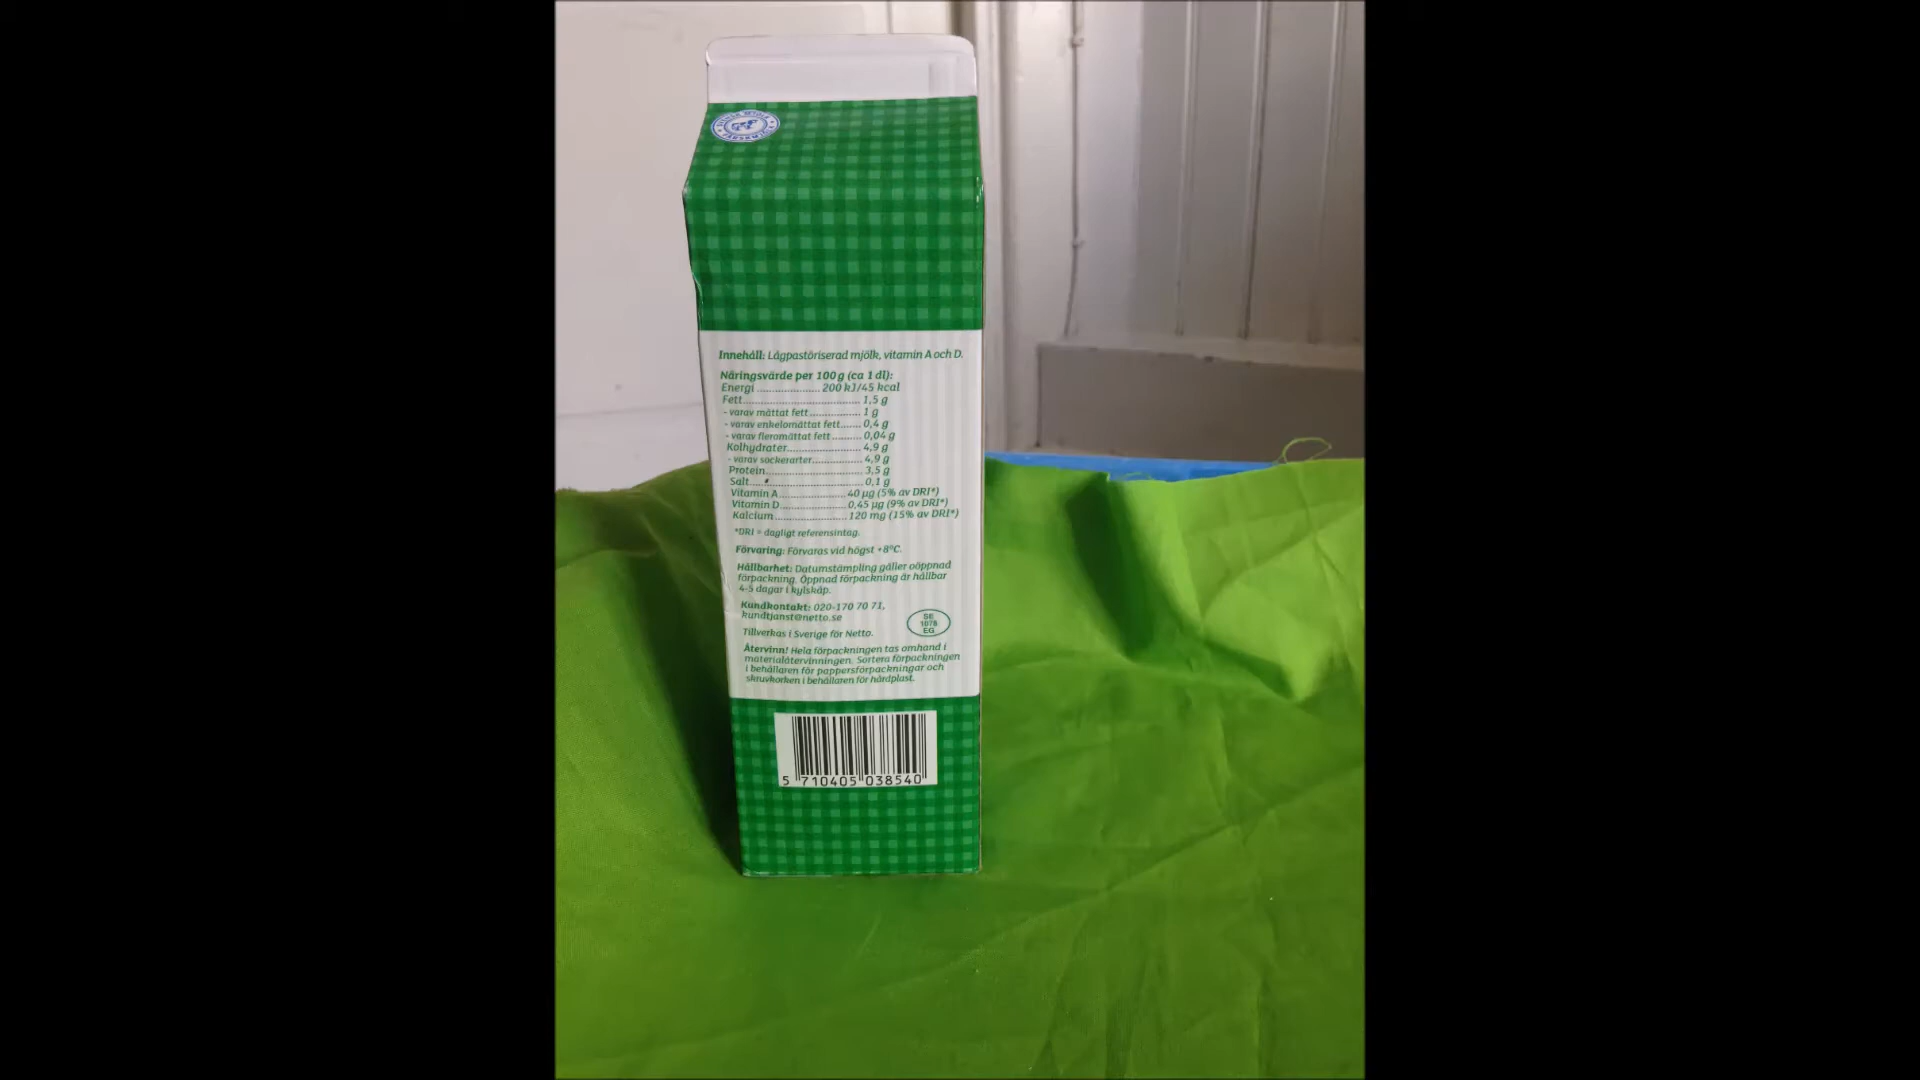 Innehåll: Lågpastöriserad mjölk, vitamin A och D.
Näringsvärde per 100 g (ca 1 dl):
Energi .................... 200 kJ/45 kcal
Fett..................................... 1,5 g
- varav mättat fett................ 1 g
- varav enkelomättat fett....... 0,4 g
- varav fleromättat fett .......... 0,04 g
Kolhydrater........................ 4,9 g
- varav sockerarter................ 4,9 g
Protein............................... 3,5 g
Salt..................................... 0,1 g
Vitamin A...................... 40 µg (5% av DRI*)
Vitamin D...................... 0,45 µg (9% av DRI*)
Kalcium ........................ 120 mg (15% av DRI*)
*DRI = dagligt referensintag.
Förvaring: Förvaras vid högst +8°C.
Hållbarhet: Datumstämpling gäller oöppnad
förpackning. Öppnad förpackning är hållbar
4-5 dagar i kylskåp.
Kundkontakt: 020-170 70 71,
kundtjanst@netto.se
SE
1078
EG
Tillverkas i Sverige för Netto.
Återvinn! Hela förpackningen tas omhand i
materialåtervinningen. Sortera förpackningen
i behållaren för pappersförpackningar och
skruvkorken i behållaren för hårdplast.
5 710405 038540